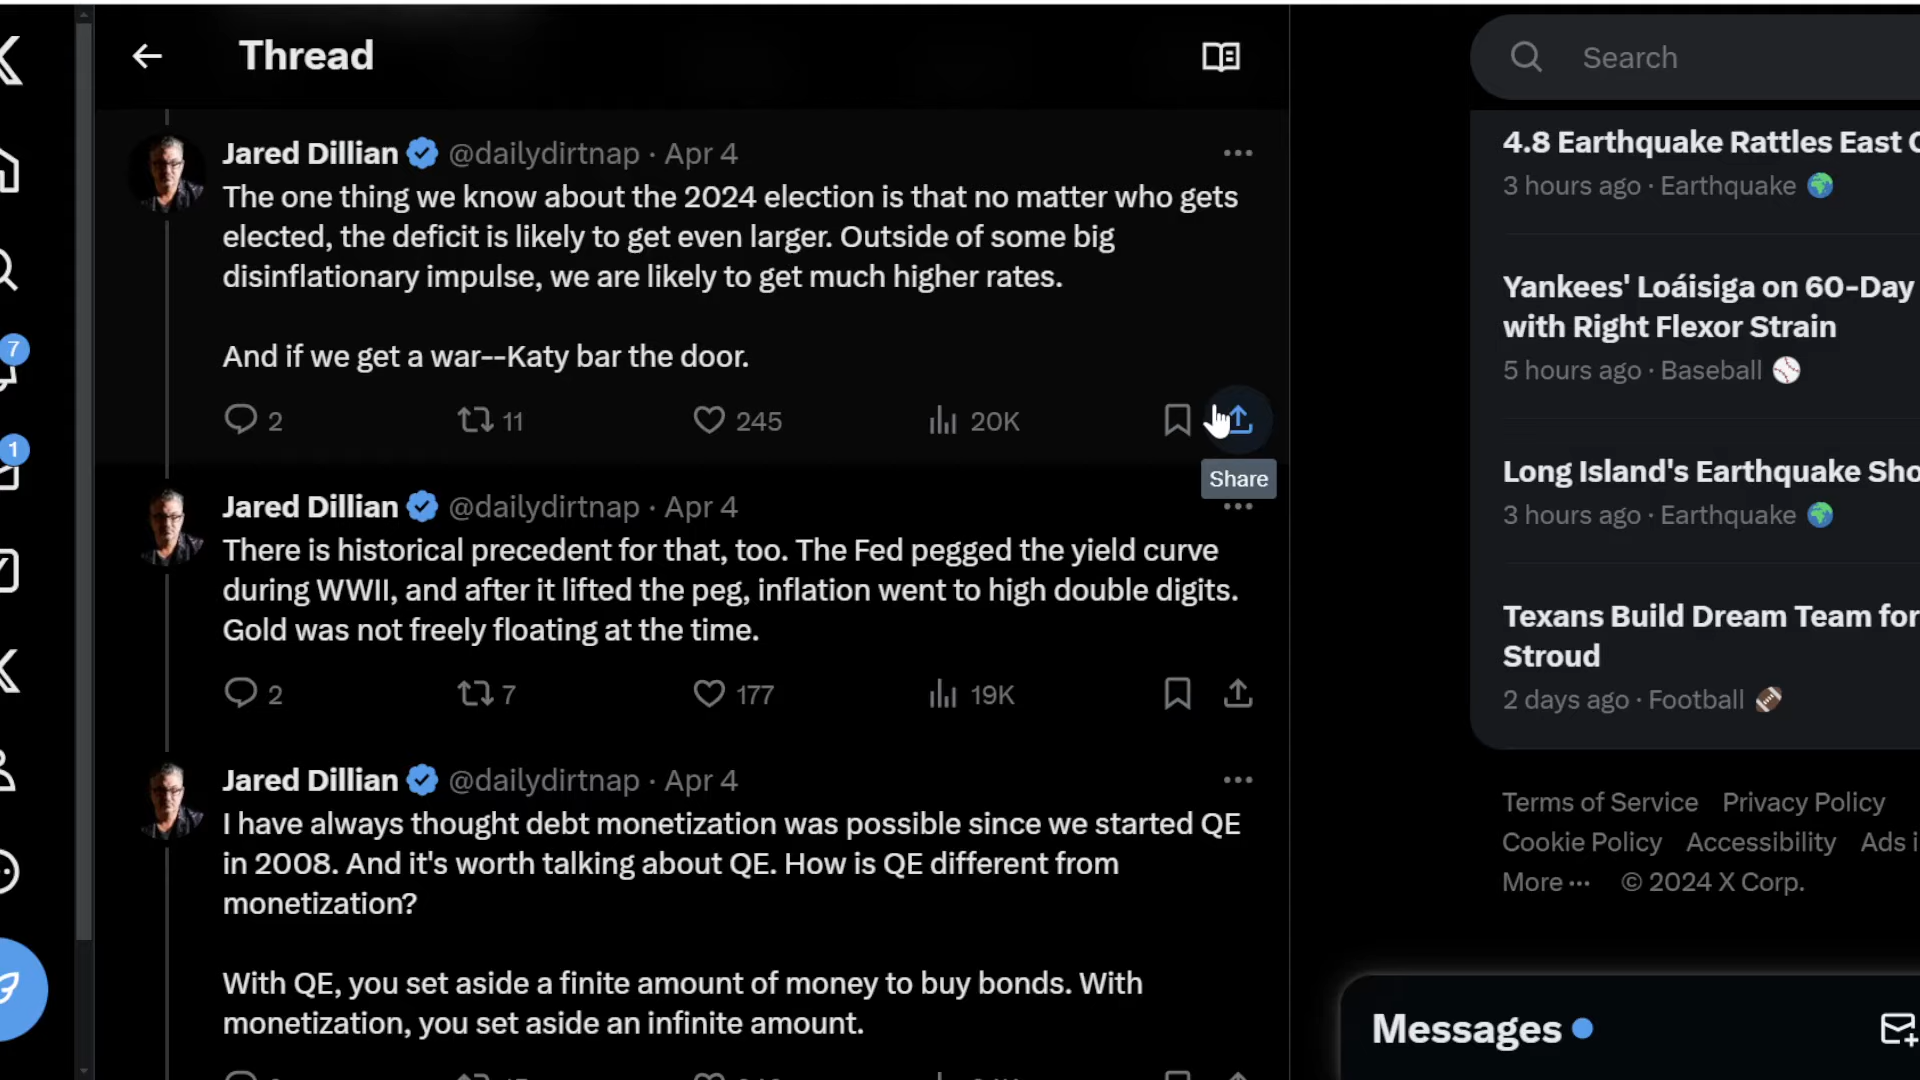 Thread
Search
Jared Dillian @dailydirtnap · Apr 4
The one thing we know about the 2024 election is that no matter who gets
elected, the deficit is likely to get even larger. Outside of some big
disinflationary impulse, we are likely to get much higher rates.
And if we get a war--Katy bar the door.
2 11 245 20K
Share
Jared Dillian @dailydirtnap · Apr 4
There is historical precedent for that, too. The Fed pegged the yield curve
during WWII, and after it lifted the peg, inflation went to high double digits.
Gold was not freely floating at the time.
2 7 177 19K
Jared Dillian @dailydirtnap · Apr 4
I have always thought debt monetization was possible since we started QE
in 2008. And it's worth talking about QE. How is QE different from
monetization?
With QE, you set aside a finite amount of money to buy bonds. With
monetization, you set aside an infinite amount.
7
1
4.8 Earthquake Rattles East
3 hours ago · Earthquake
Yankees' Loáisiga on 60-Day
with Right Flexor Strain
5 hours ago · Baseball
Long Island's Earthquake Sho
3 hours ago · Earthquake
Texans Build Dream Team for
Stroud
2 days ago · Football
Terms of Service Privacy Policy
Cookie Policy Accessibility Ads i
More ··· © 2024 X Corp.
Messages